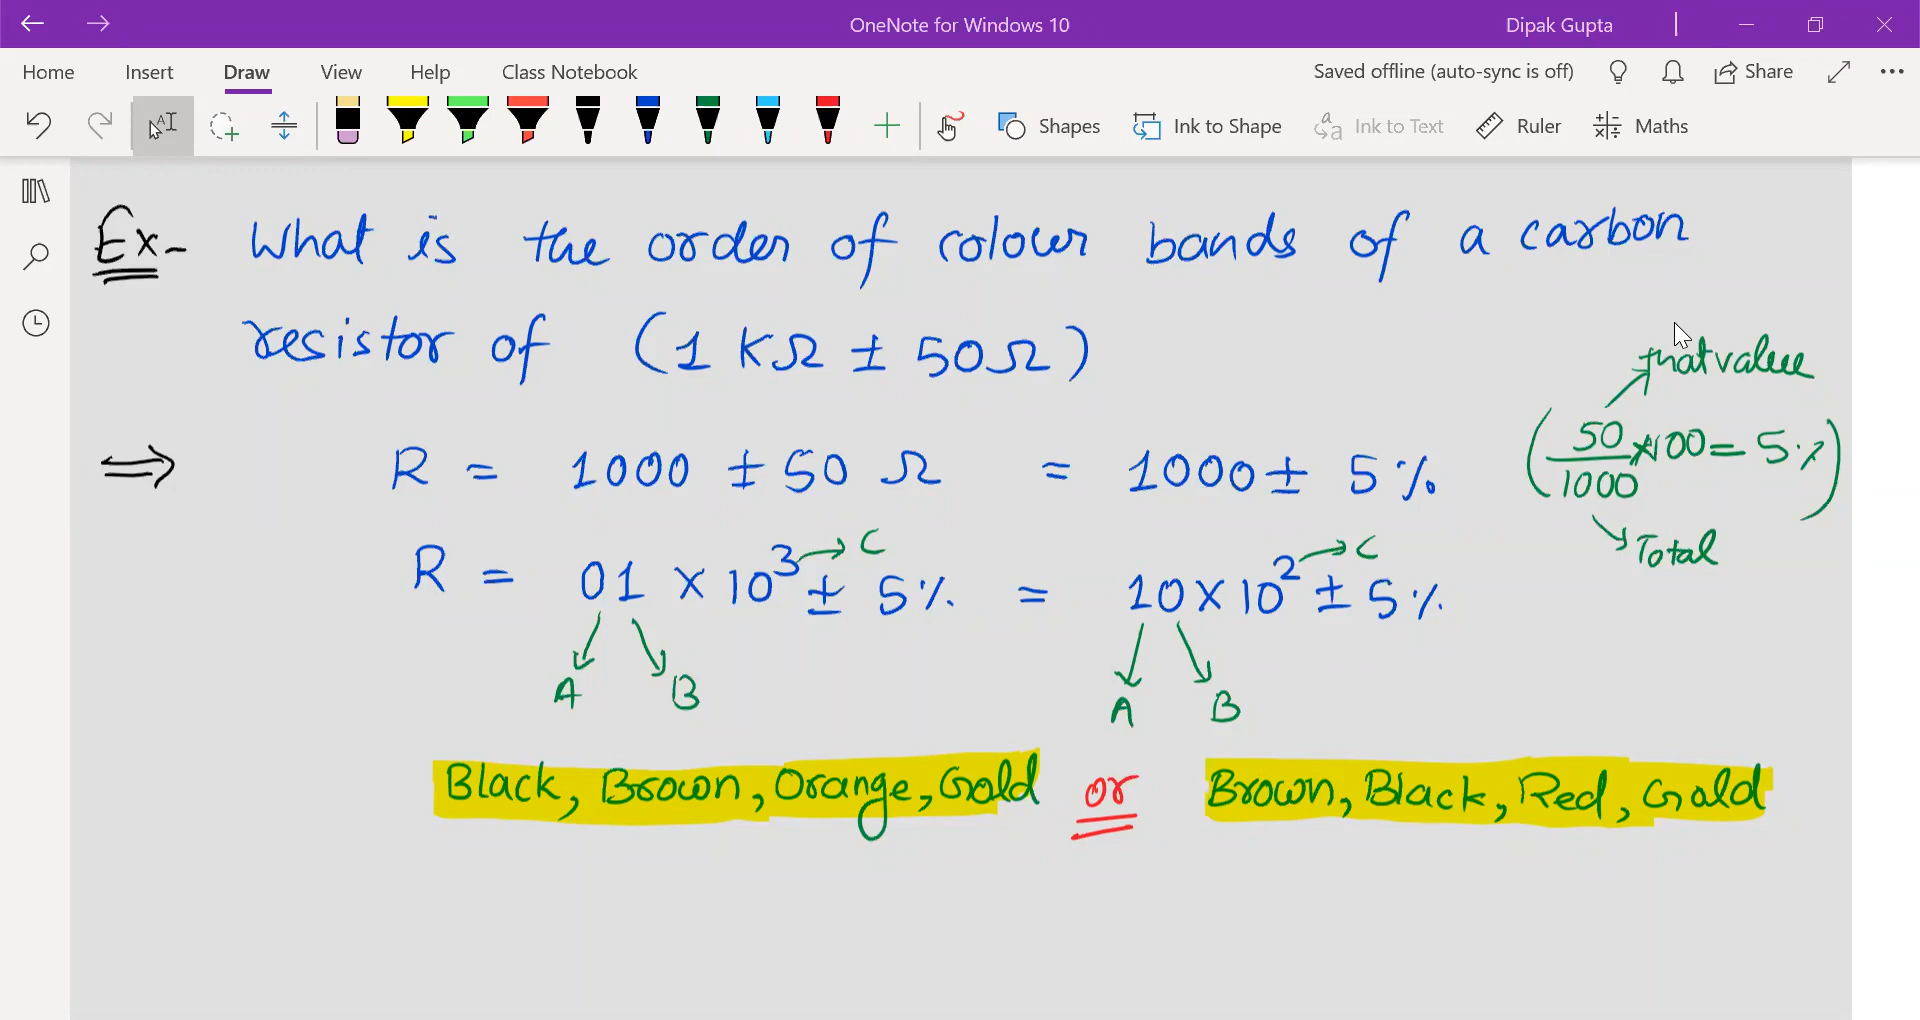 OneNote for Windows 10
Dipak Gupta
Home Insert Draw View Help Class Notebook
Saved offline (auto-sync is off) Share
Shapes Ink to Shape Ink to Text Ruler Maths
Ex- What is the order of colour bands of a carbon
resistor of (1 KΩ ± 50Ω)
that value
⇒ R = 1000 ± 50 Ω = 1000 ± 5 % (50/1000 × 100 = 5 %)
Total
R = 01 × 10³ ± 5 % = 10 × 10² ± 5 %
C C
A B A B
Black, Brown, Orange, Gold or Brown, Black, Red, Gold